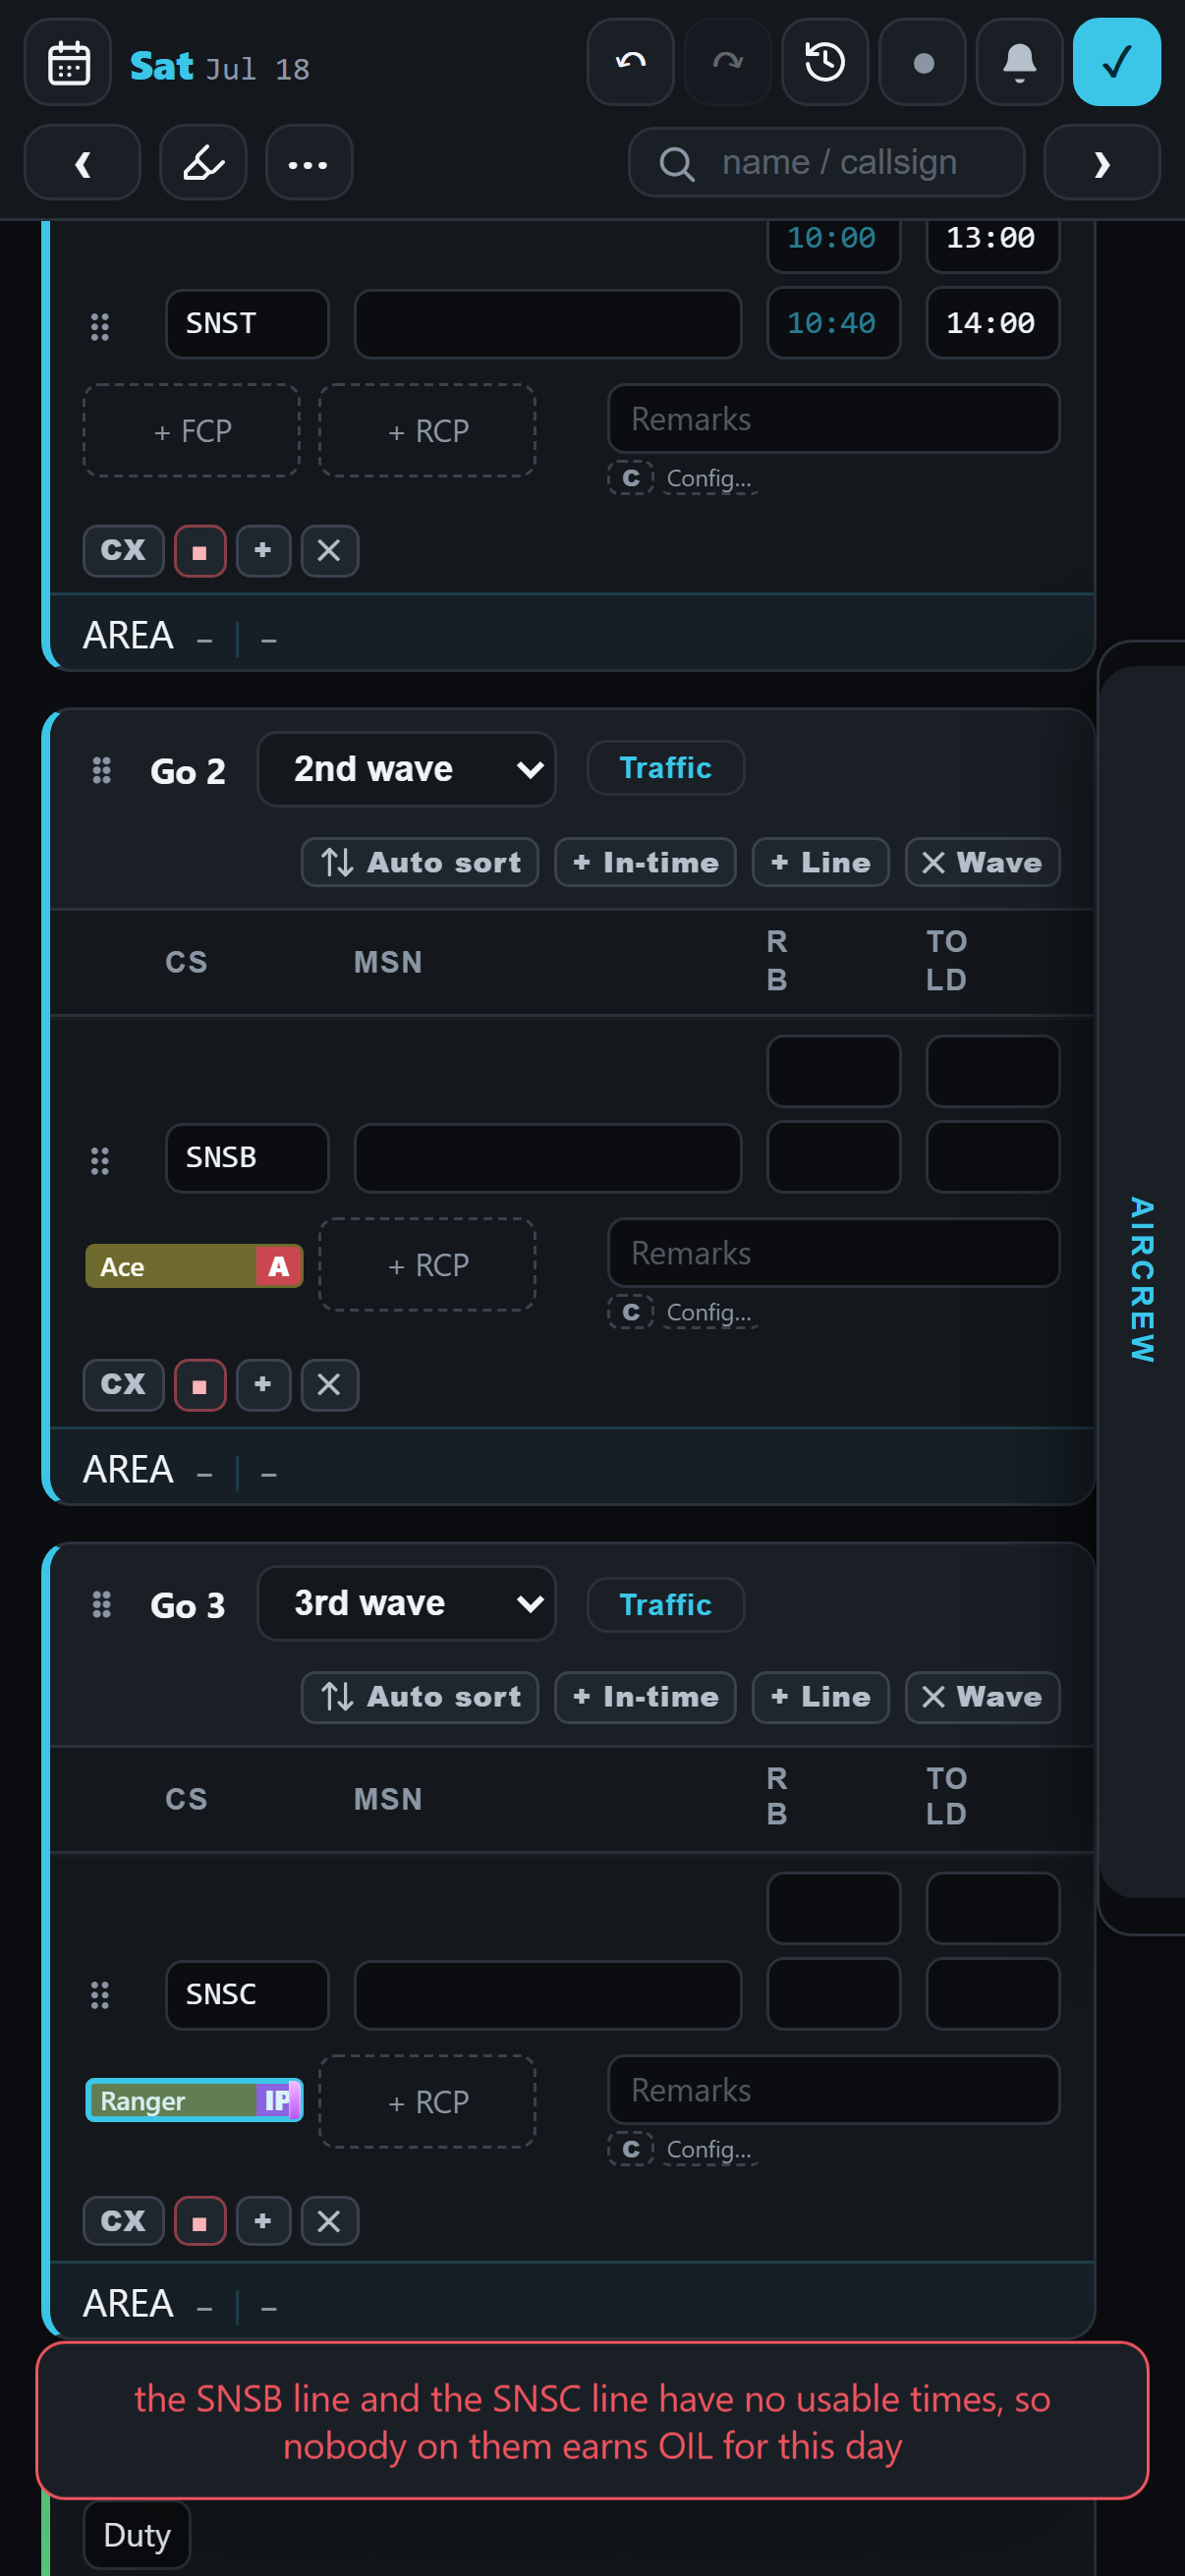 Sat Jul 18
name / callsign
10:00 13:00
SNST 10:40 14:00
+ FCP + RCP Remarks
C Config...
CX + ×
AREA – | –
Go 2 2nd wave Traffic
↑↓ Auto sort + In-time + Line × Wave
CS MSN R TO
B LD
SNSB
Ace A + RCP Remarks
C Config...
CX + ×
AREA – | –
Go 3 3rd wave Traffic
↑↓ Auto sort + In-time + Line × Wave
CS MSN R TO
B LD
SNSC
Ranger IP + RCP Remarks
C Config...
CX + ×
AREA – | –
AIRCREW
the SNSB line and the SNSC line have no usable times, so
nobody on them earns OIL for this day
Duty